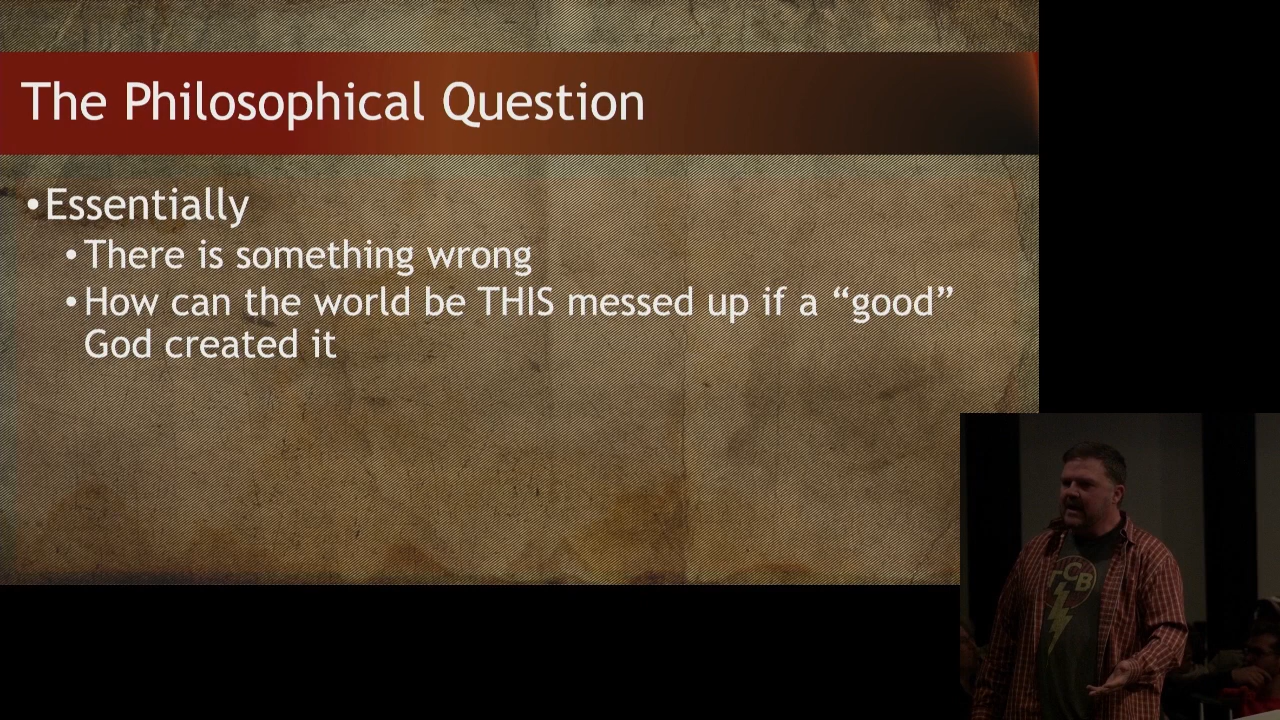 The Philosophical Question
•Essentially
•There is something wrong
•How can the world be THIS messed up if a “good”
God created it
TCB